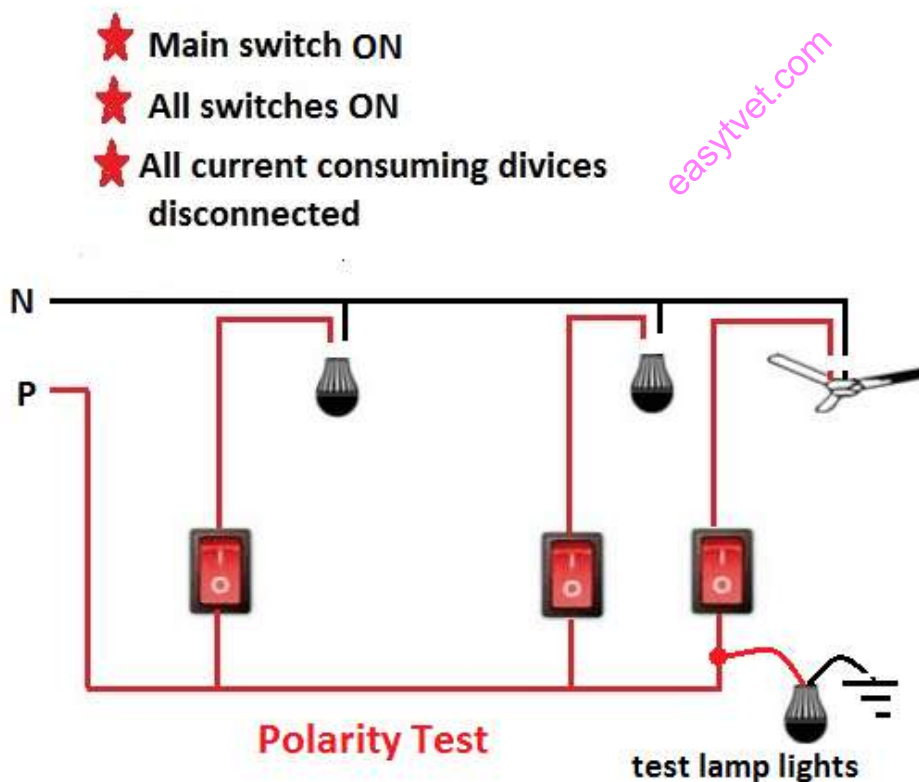 Main switch ON
All switches ON
All current consuming divices
disconnected
easytvet.com
N
P
Polarity Test
test lamp lights